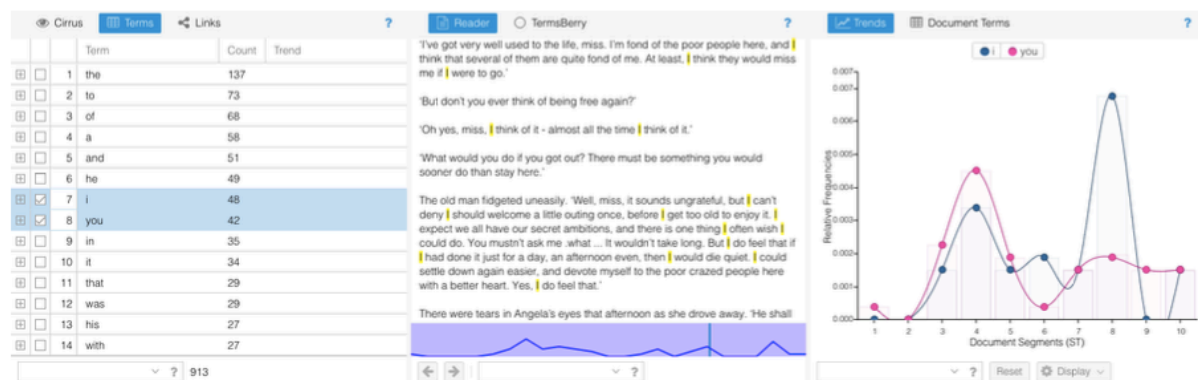 Cirrus Terms Links ?
Term Count Trend
1 the 137
2 to 73
3 of 68
4 a 58
5 and 51
6 he 49
7 i 48
8 you 42
9 in 35
10 it 34
11 that 29
12 was 29
13 his 27
14 with 27
? 913
Reader TermsBerry ?
'I've got very well used to the life, miss. I'm fond of the poor people here, and I
think that several of them are quite fond of me. At least, I think they would miss
me if I were to go.'
'But don't you ever think of being free again?'
'Oh yes, miss, I think of it - almost all the time I think of it.'
'What would you do if you got out? There must be something you would
sooner do than stay here.'
The old man fidgeted uneasily. 'Well, miss, it sounds ungrateful, but I can't
deny I should welcome a little outing once, before I get too old to enjoy it. I
expect we all have our secret ambitions, and there is one thing I often wish I
could do. You mustn't ask me .what ... It wouldn't take long. But I do feel that if
I had done it just for a day, an afternoon even, then I would die quiet. I could
settle down again easier, and devote myself to the poor crazed people here
with a better heart. Yes, I do feel that.'
There were tears in Angela's eyes that afternoon as she drove away. 'He shall
?
Trends Document Terms ?
i you
Relative Frequencies
0.007
0.007
0.006
0.005
0.004
0.003
0.002
0.001
0.000
1 2 3 4 5 6 7 8 9 10
Document Segments (ST)
? Reset Display